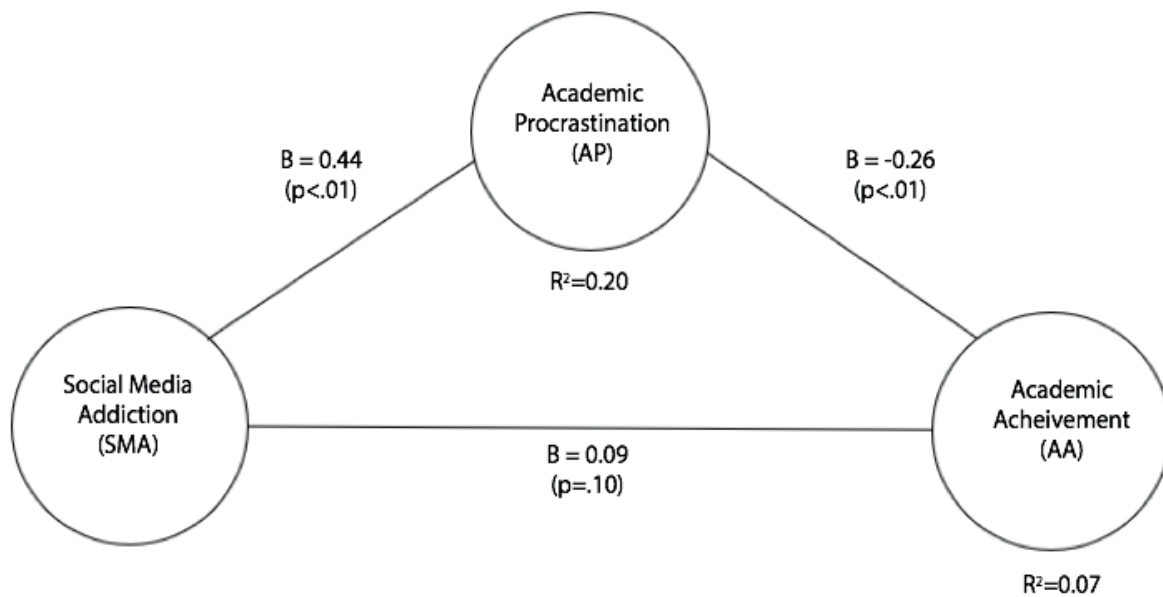 Academic
Procrastination
(AP)
B = 0.44
(p<.01)
B = -0.26
(p<.01)
R²=0.20
Social Media
Addiction
(SMA)
Academic
Acheivement
(AA)
B = 0.09
(p=.10)
R²=0.07